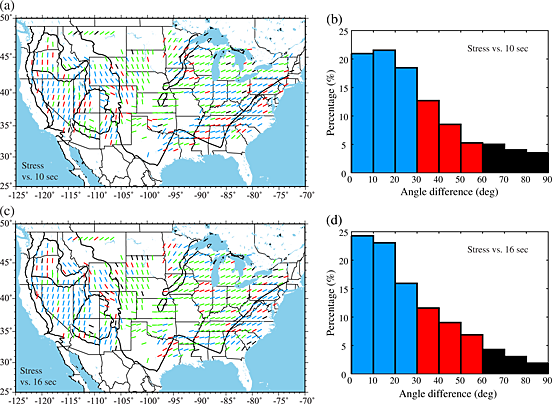 (a)
50˚
45˚
40˚
35˚
30˚
25˚
Stress
vs. 10 sec
-125˚ -120˚ -115˚ -110˚ -105˚ -100˚ -95˚ -90˚ -85˚ -80˚ -75˚ -70˚
(b)
25
20
15
10
5
0
Percentage (%)
Stress vs. 10 sec
0 10 20 30 40 50 60 70 80 90
Angle difference (deg)
(c)
50˚
45˚
40˚
35˚
30˚
25˚
Stress
vs. 16 sec
-125˚ -120˚ -115˚ -110˚ -105˚ -100˚ -95˚ -90˚ -85˚ -80˚ -75˚ -70˚
(d)
25
20
15
10
5
0
Percentage (%)
Stress vs. 16 sec
0 10 20 30 40 50 60 70 80 90
Angle difference (deg)